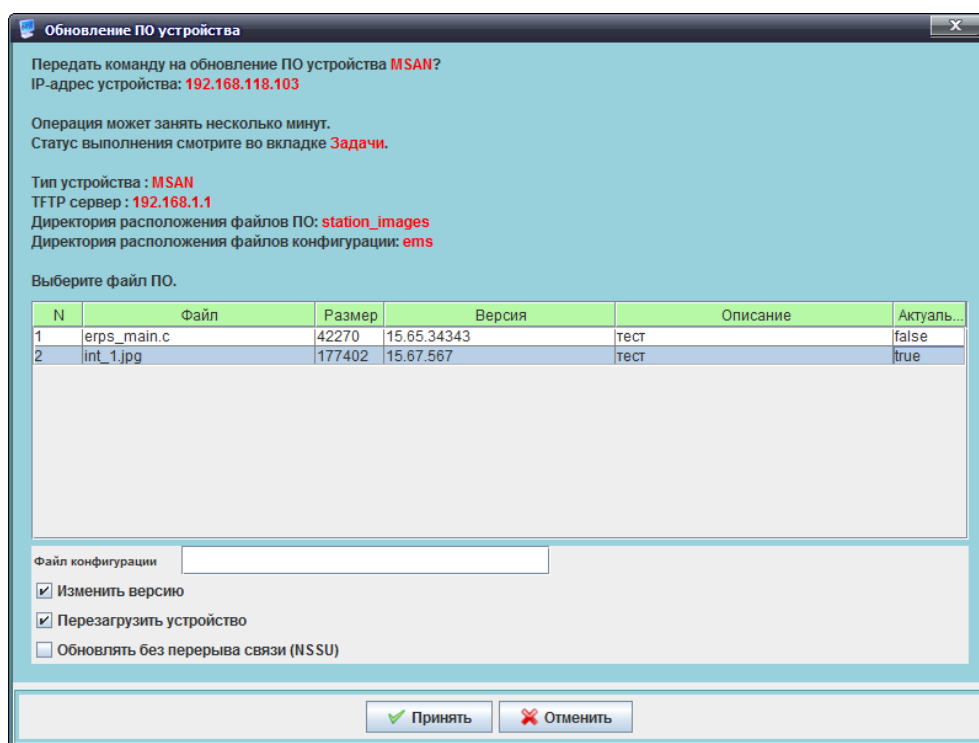 Обновление ПО устройства
Передать команду на обновление ПО устройства MSAN?
IP-адрес устройства: 192.168.118.103
Операция может занять несколько минут.
Статус выполнения смотрите во вкладке Задачи.
Тип устройства : MSAN
TFTP сервер : 192.168.1.1
Директория расположения файлов ПО: station_images
Директория расположения файлов конфигурации: ems
Выберите файл ПО.
N Файл Размер Версия Описание Актуаль...
1 erps_main.c 42270 15.65.34343 тест false
2 int_1.jpg 177402 15.67.567 тест true
Файл конфигурации
Изменить версию
Перезагрузить устройство
Обновлять без перерыва связи (NSSU)
Принять Отменить